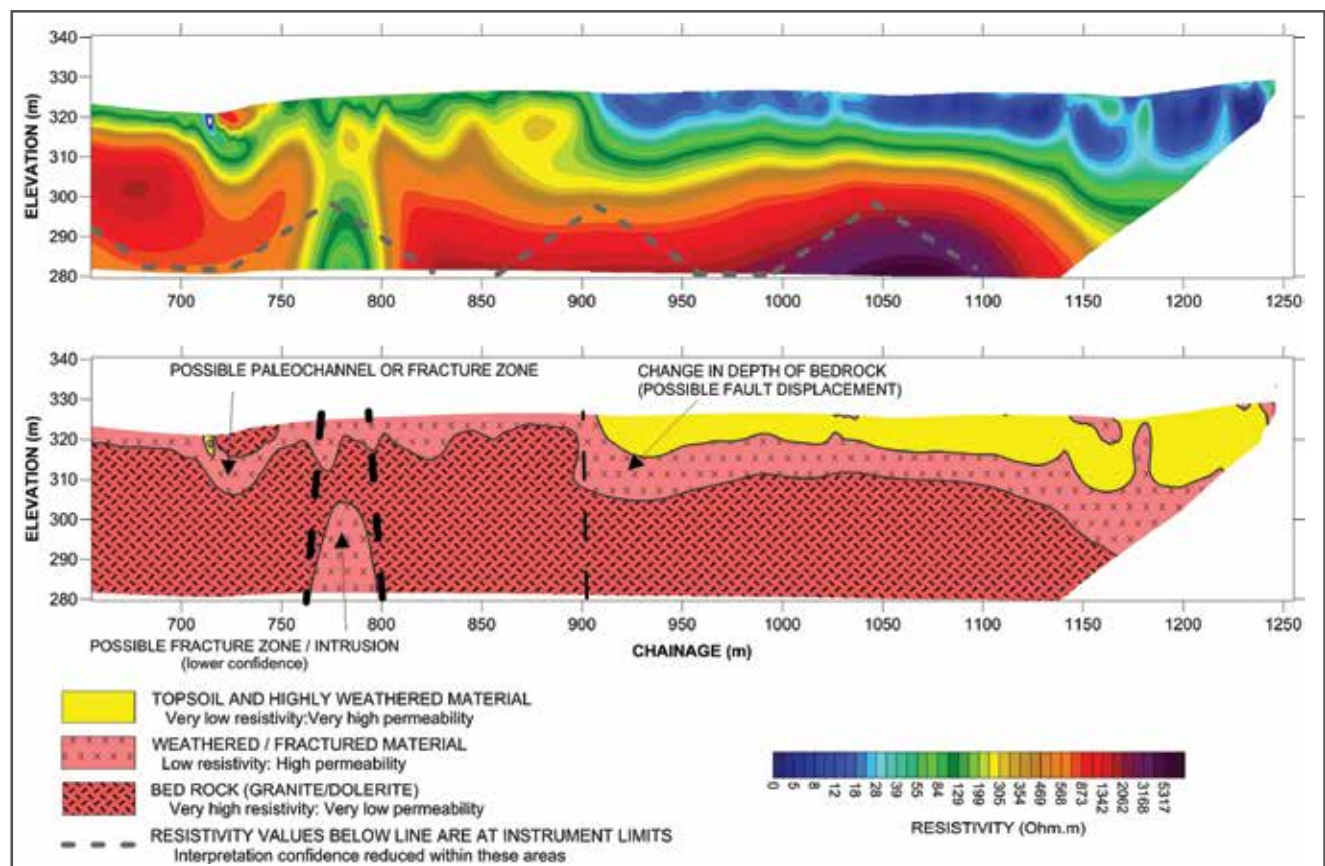 340
330
320
310
300
290
280
ELEVATION (m)
700 750 800 850 900 950 1000 1050 1100 1150 1200 1250
340
330
320
310
300
290
280
ELEVATION (m)
POSSIBLE PALEOCHANNEL OR FRACTURE ZONE
CHANGE IN DEPTH OF BEDROCK
(POSSIBLE FAULT DISPLACEMENT)
700 750 800 850 900 950 1000 1050 1100 1150 1200 1250
POSSIBLE FRACTURE ZONE / INTRUSION
(lower confidence)
CHAINAGE (m)
TOPSOIL AND HIGHLY WEATHERED MATERIAL
Very low resistivity:Very high permeability
WEATHERED / FRACTURED MATERIAL
Low resistivity: High permeability
BED ROCK (GRANITE/DOLERITE)
Very high resistivity: Very low permeability
RESISTIVITY VALUES BELOW LINE ARE AT INSTRUMENT LIMITS
Interpretation confidence reduced within these areas
0 5 8 12 18 28 39 55 84 129 199 305 354 469 568 873 1342 2062 3168 5317
RESISTIVITY (Ohm.m)